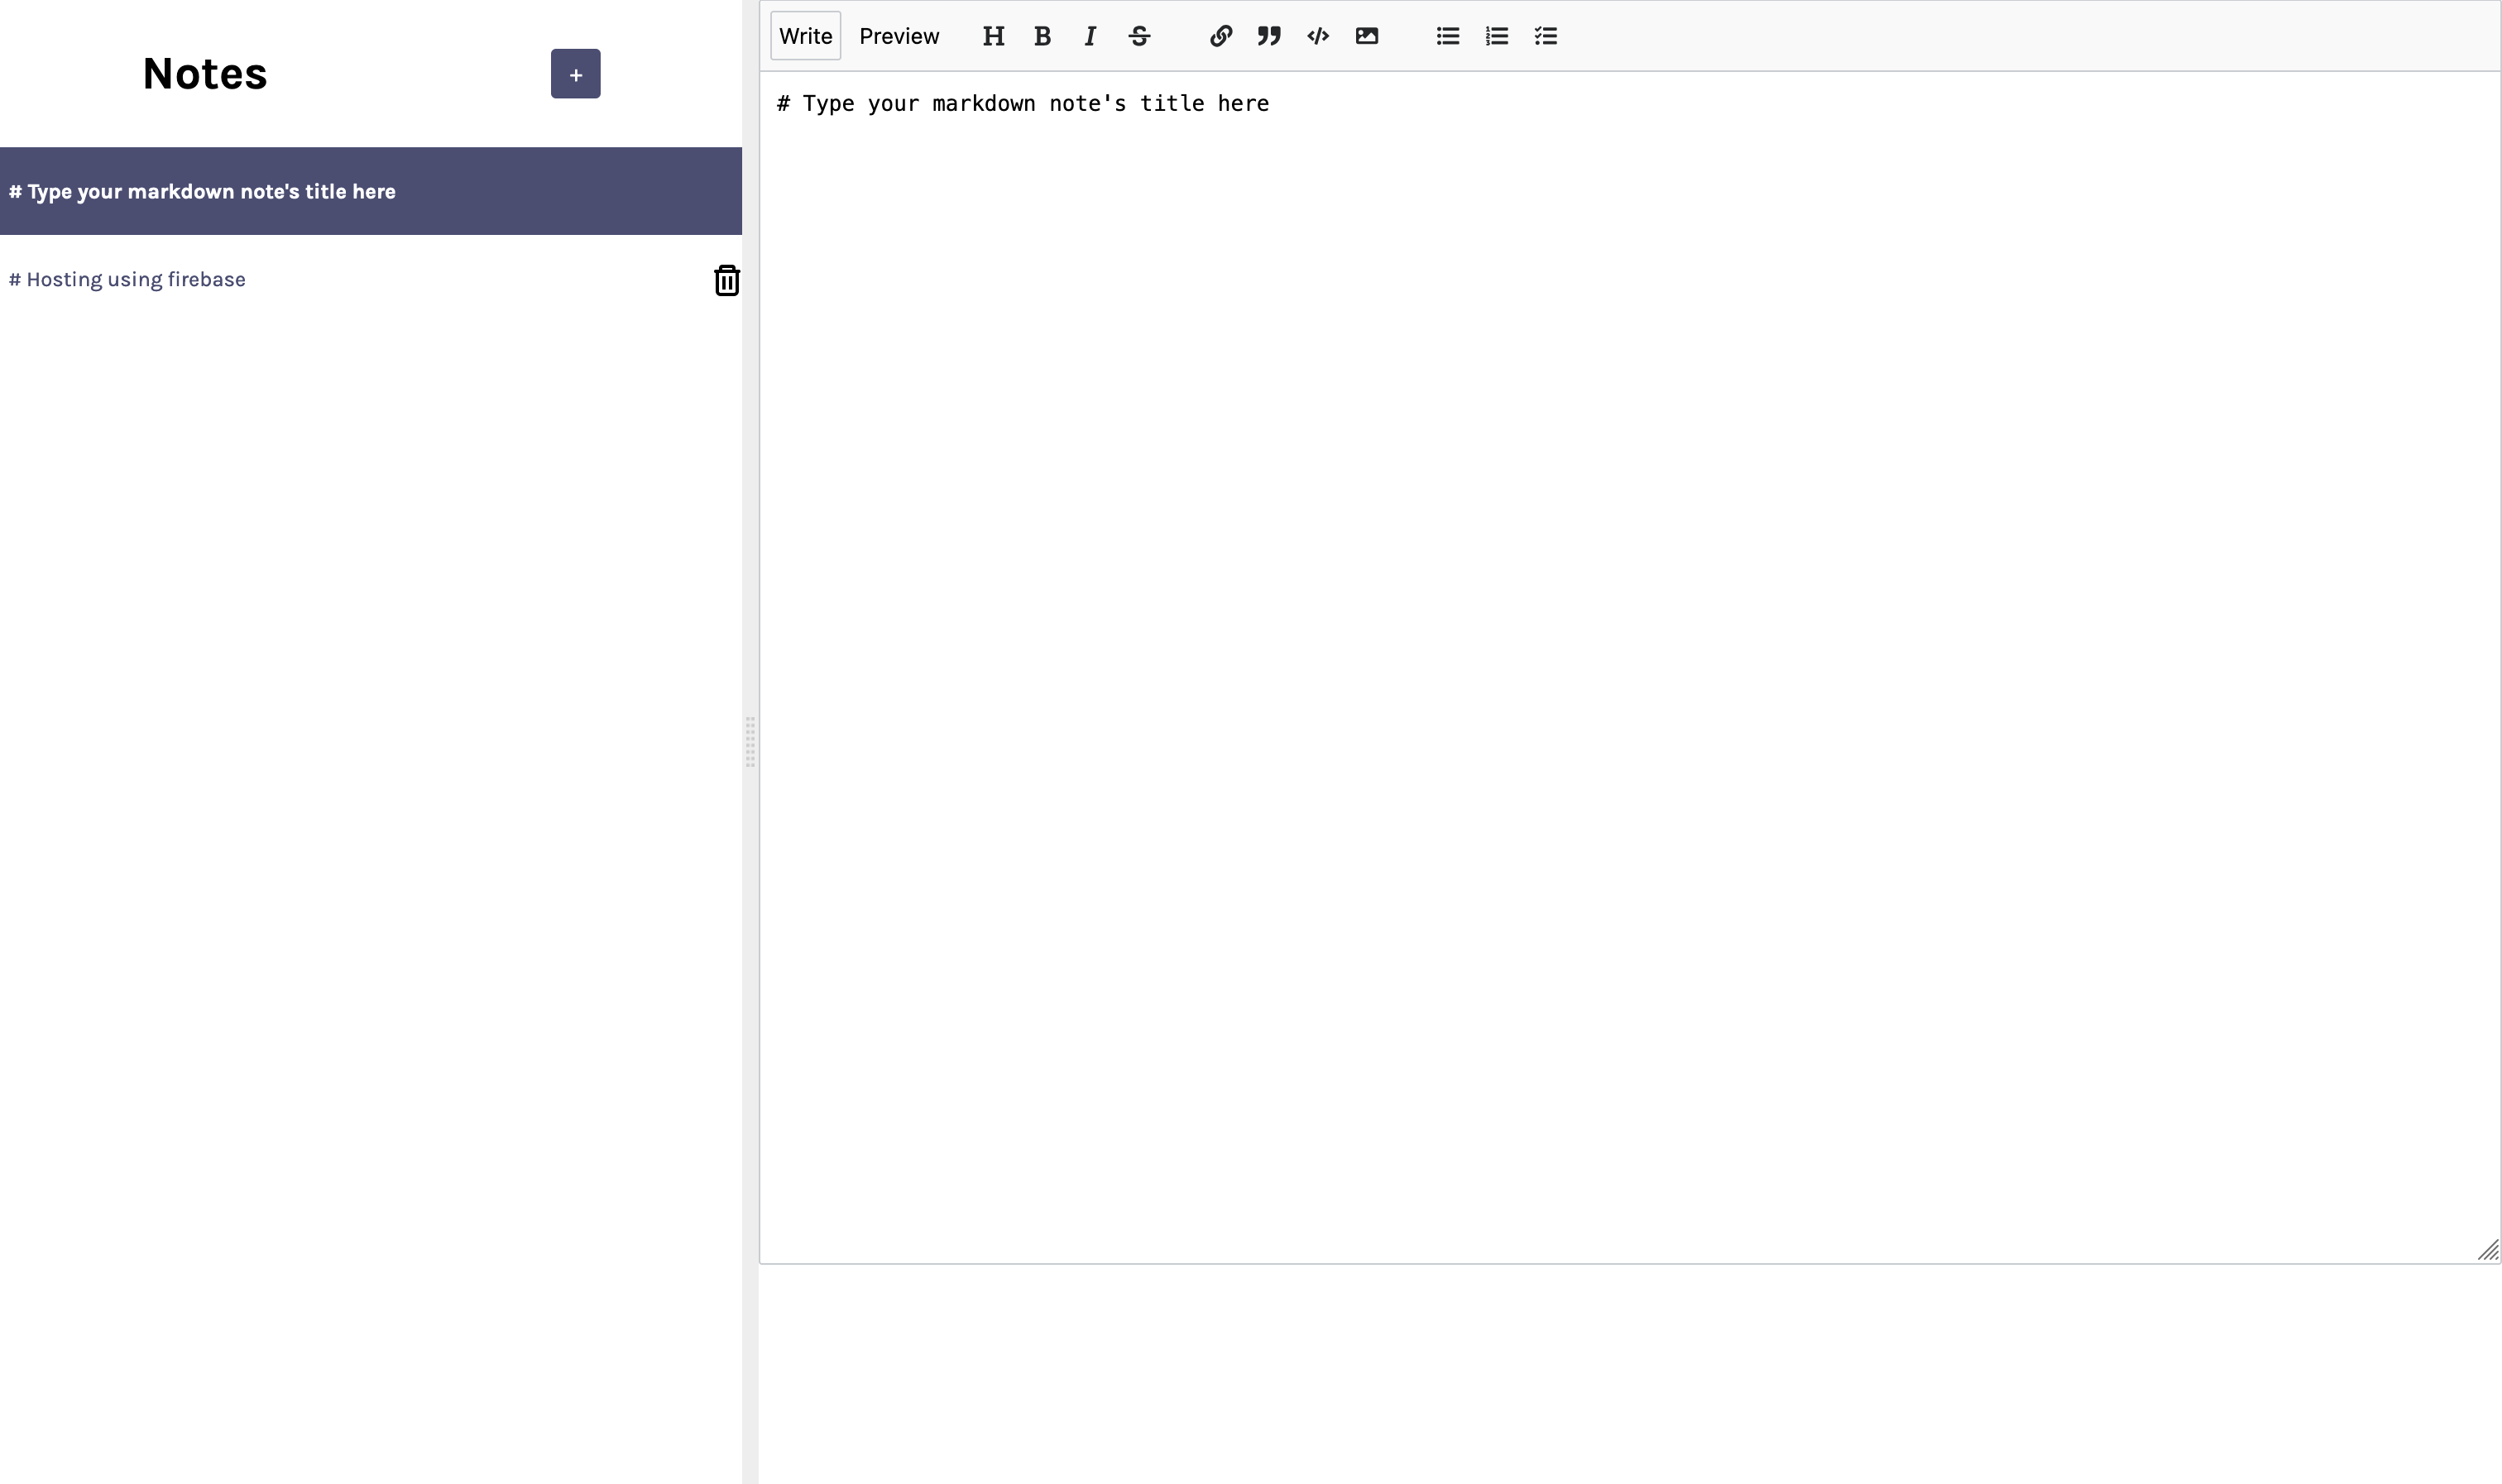 Notes
+
# Type your markdown note's title here
# Hosting using firebase
Write Preview H B I S
# Type your markdown note's title here